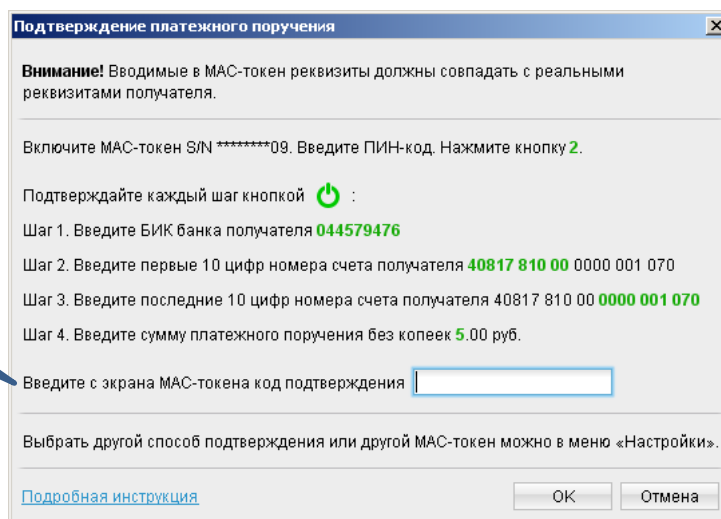 Подтверждение платежного поручения
Внимание! Вводимые в МАС-токен реквизиты должны совпадать с реальными
реквизитами получателя.
Включите МАС-токен S/N ********09. Введите ПИН-код. Нажмите кнопку 2.
Подтверждайте каждый шаг кнопкой :
Шаг 1. Введите БИК банка получателя 044579476
Шаг 2. Введите первые 10 цифр номера счета получателя 40817 810 00 0000 001 070
Шаг 3. Введите последние 10 цифр номера счета получателя 40817 810 00 0000 001 070
Шаг 4. Введите сумму платежного поручения без копеек 5.00 руб.
Введите с экрана МАС-токена код подтверждения
Выбрать другой способ подтверждения или другой МАС-токен можно в меню «Настройки».
Подробная инструкция OK Отмена